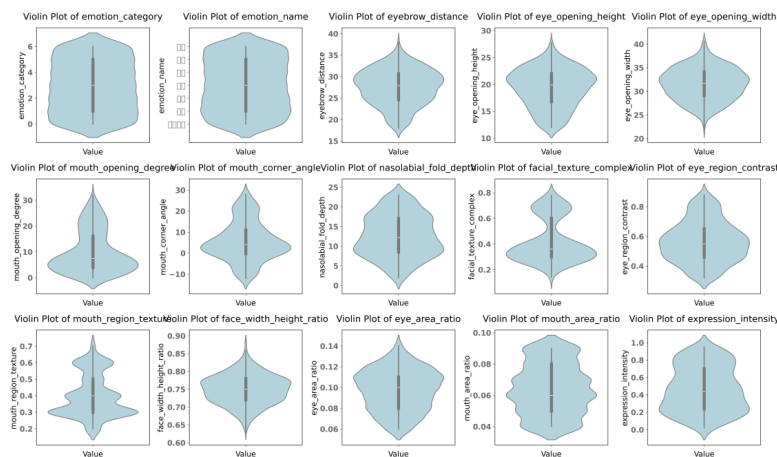 Violin Plot of emotion_category
Violin Plot of emotion_name
Violin Plot of eyebrow_distance
Violin Plot of eye_opening_height
Violin Plot of eye_opening_width
emotion_category
6
4
2
0
Value
emotion_name
Value
eyebrow_distance
40
35
30
25
20
15
Value
eye_opening_height
30
25
20
15
10
Value
eye_opening_width
40
35
30
25
20
Value
Violin Plot of mouth_opening_degree
Violin Plot of mouth_corner_angle
Violin Plot of nasolabial_fold_depth
Violin Plot of facial_texture_complex
Violin Plot of eye_region_contrast
mouth_opening_degree
30
20
10
0
Value
mouth_corner_angle
30
20
10
0
−10
Value
nasolabial_fold_depth
25
20
15
10
5
0
Value
facial_texture_complex
0.8
0.6
0.4
0.2
Value
eye_region_contrast
0.8
0.6
0.4
Value
Violin Plot of mouth_region_texture
Violin Plot of face_width_height_ratio
Violin Plot of eye_area_ratio
Violin Plot of mouth_area_ratio
Violin Plot of expression_intensity
mouth_region_texture
0.7
0.6
0.5
0.4
0.3
0.2
Value
face_width_height_ratio
0.90
0.85
0.80
0.75
0.70
0.65
0.60
Value
eye_area_ratio
0.14
0.12
0.10
0.08
0.06
Value
mouth_area_ratio
0.10
0.08
0.06
0.04
Value
expression_intensity
1.0
0.8
0.6
0.4
0.2
0.0
Value